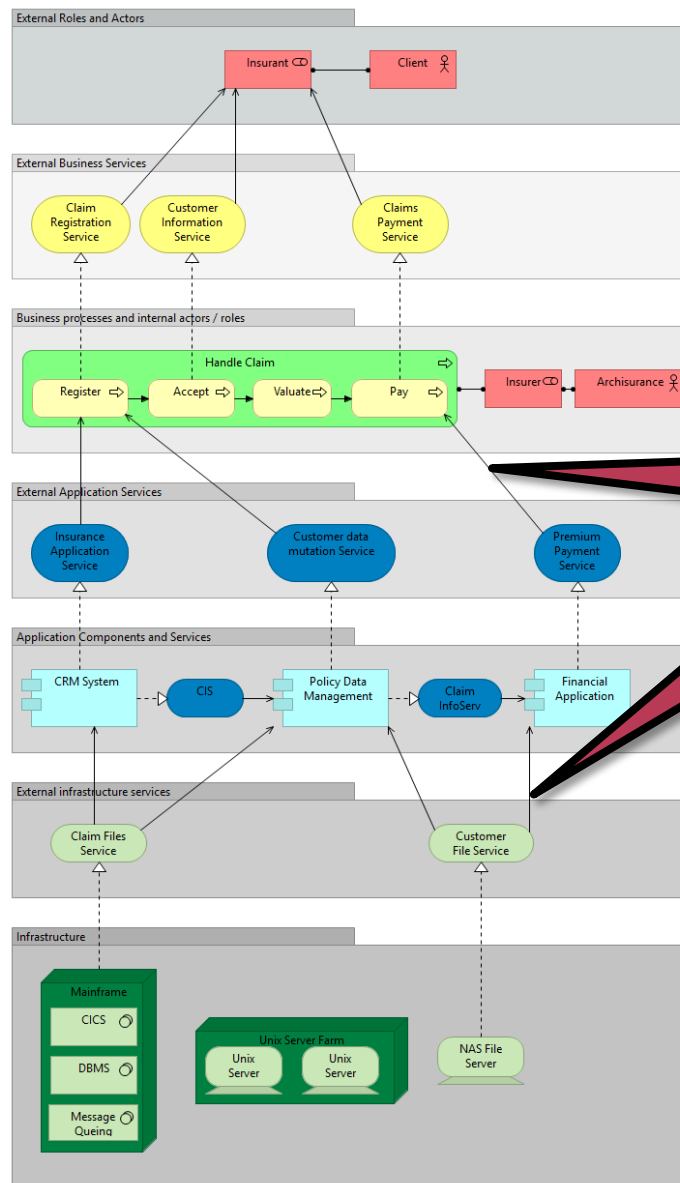 External Roles and Actors
Insurant
Client
External Business Services
Claim
Registration
Service
Customer
Information
Service
Claims
Payment
Service
Business processes and internal actors / roles
Handle Claim
Register
Accept
Valuate
Pay
Insurer
Archisurance
External Application Services
Insurance
Application
Service
Customer data
mutation Service
Premium
Payment
Service
Application Components and Services
CRM System
CIS
Policy Data
Management
Claim
InfoServ
Financial
Application
External infrastructure services
Claim Files
Service
Customer
File Service
Infrastructure
Mainframe
CICS
DBMS
Message
Queing
Unix Server Farm
Unix
Server
Unix
Server
NAS File
Server